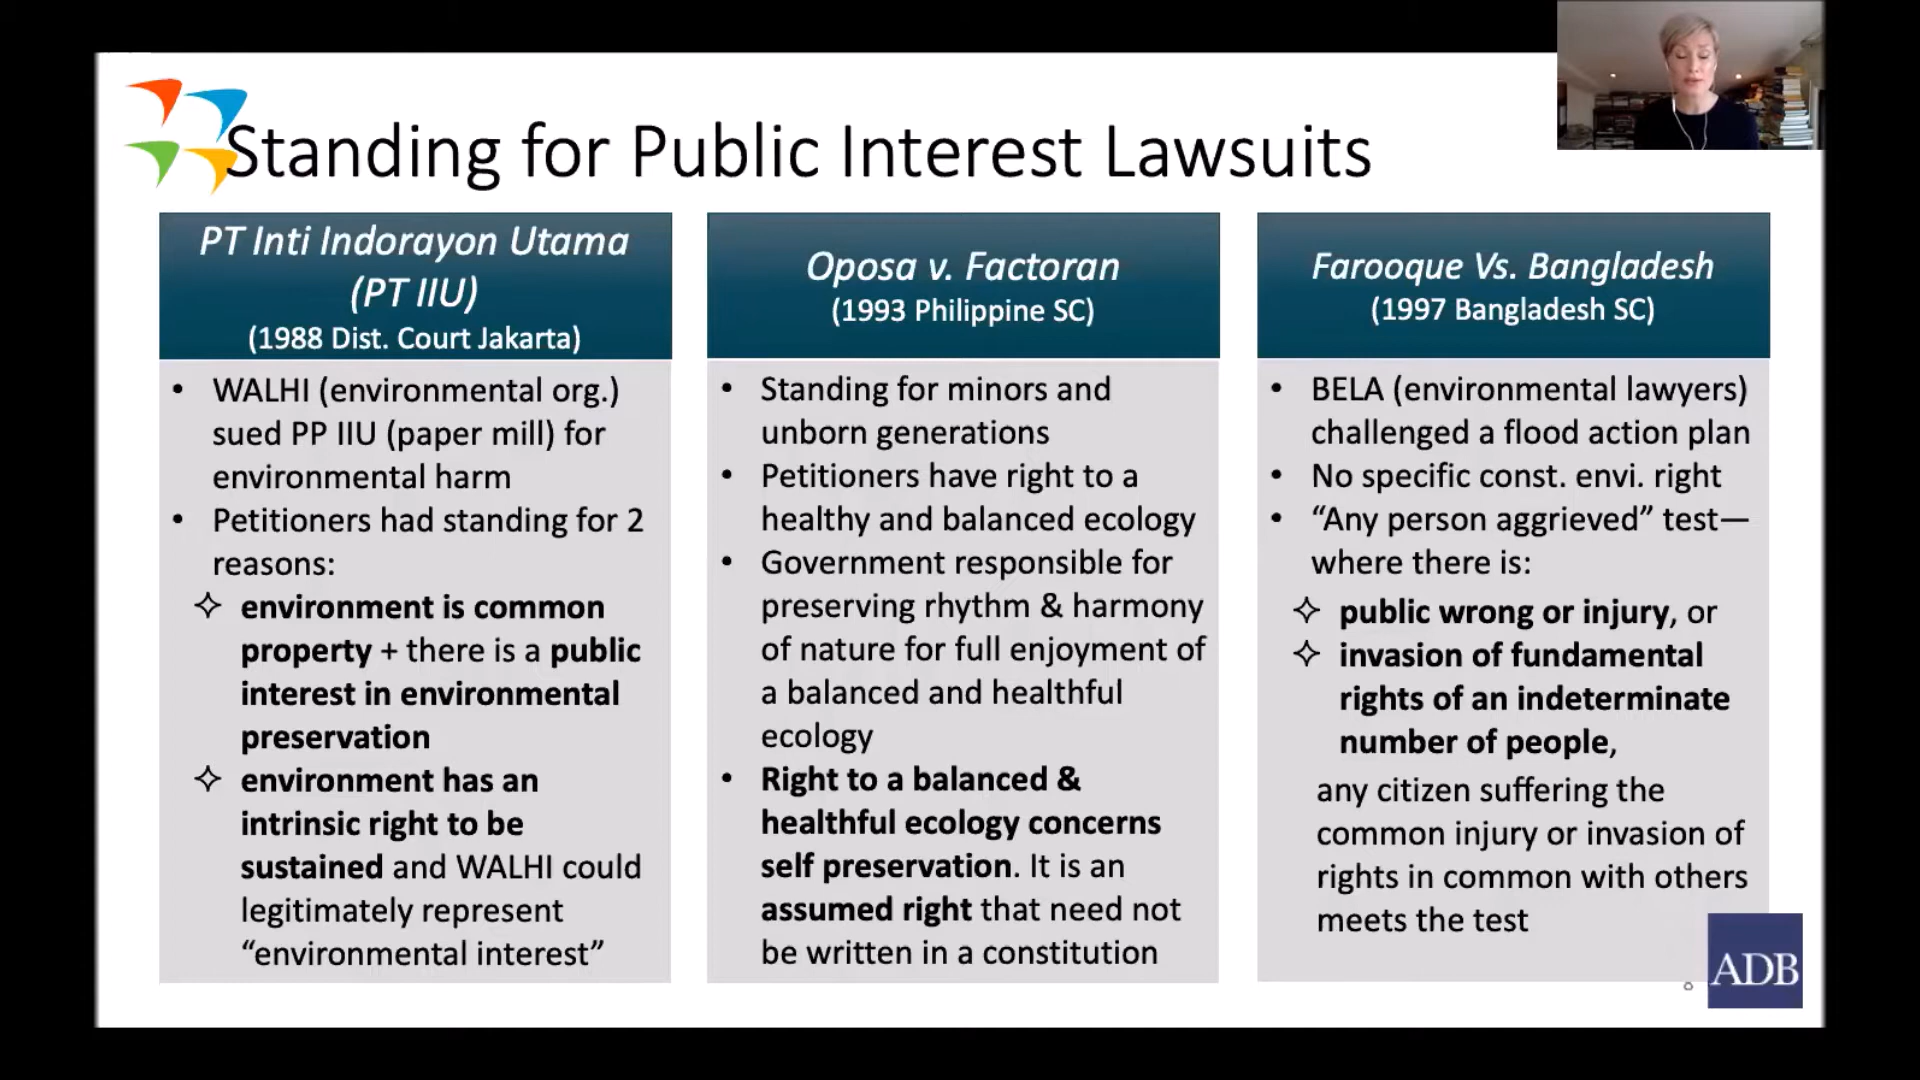 Standing for Public Interest Lawsuits
PT Inti Indorayon Utama
(PT IIU)
(1988 Dist. Court Jakarta)
• WALHI (environmental org.)
sued PP IIU (paper mill) for
environmental harm
• Petitioners had standing for 2
reasons:
✧ environment is common
property + there is a public
interest in environmental
preservation
✧ environment has an
intrinsic right to be
sustained and WALHI could
legitimately represent
“environmental interest”
Oposa v. Factoran
(1993 Philippine SC)
• Standing for minors and
unborn generations
• Petitioners have right to a
healthy and balanced ecology
• Government responsible for
preserving rhythm & harmony
of nature for full enjoyment of
a balanced and healthful
ecology
• Right to a balanced &
healthful ecology concerns
self preservation. It is an
assumed right that need not
be written in a constitution
Farooque Vs. Bangladesh
(1997 Bangladesh SC)
• BELA (environmental lawyers)
challenged a flood action plan
• No specific const. envi. right
• “Any person aggrieved” test—
where there is:
✧ public wrong or injury, or
✧ invasion of fundamental
rights of an indeterminate
number of people,
any citizen suffering the
common injury or invasion of
rights in common with others
meets the test
8
ADB